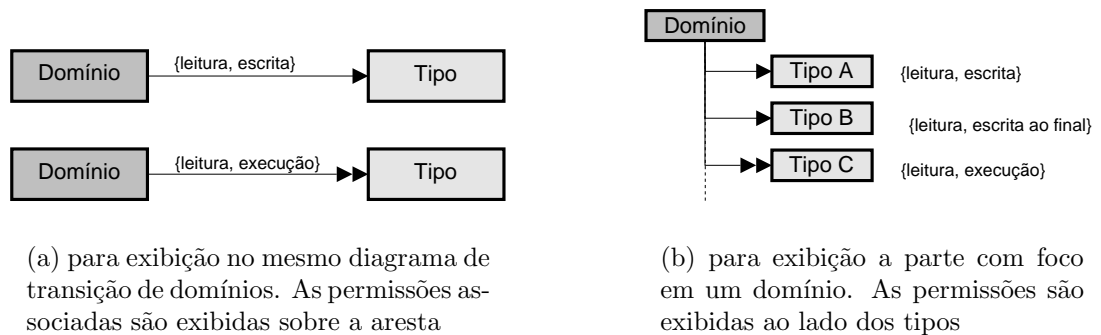 Domínio
{leitura, escrita}
Tipo
Domínio
{leitura, execução}
Tipo
(a) para exibição no mesmo diagrama de
transição de domínios. As permissões as-
sociadas são exibidas sobre a aresta
Domínio
Tipo A
{leitura, escrita}
Tipo B
{leitura, escrita ao final}
Tipo C
{leitura, execução}
(b) para exibição a parte com foco
em um domínio. As permissões são
exibidas ao lado dos tipos